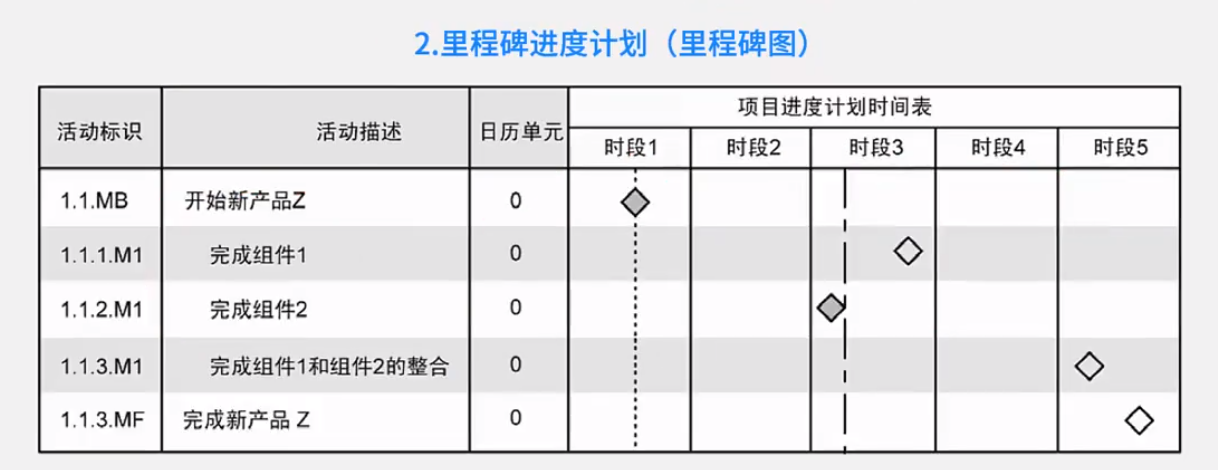 2.里程碑进度计划（里程碑图）
活动标识 活动描述 日历单元 项目进度计划时间表
时段1 时段2 时段3 时段4 时段5
1.1.MB 开始新产品Z 0
1.1.1.M1 完成组件1 0
1.1.2.M1 完成组件2 0
1.1.3.M1 完成组件1和组件2的整合 0
1.1.3.MF 完成新产品 Z 0